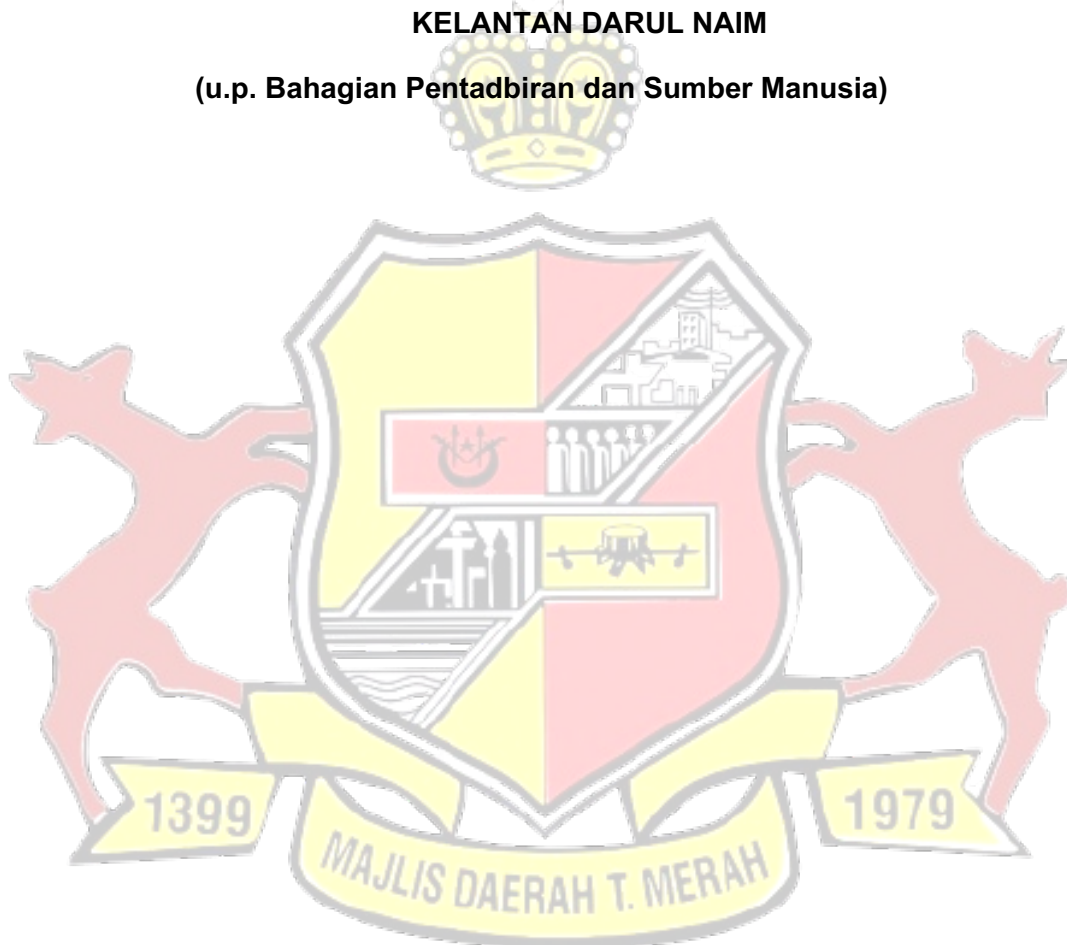 KELANTAN DARUL NAIM
(u.p. Bahagian Pentadbiran dan Sumber Manusia)
1399
1979
MAJLIS DAERAH T. MERAH